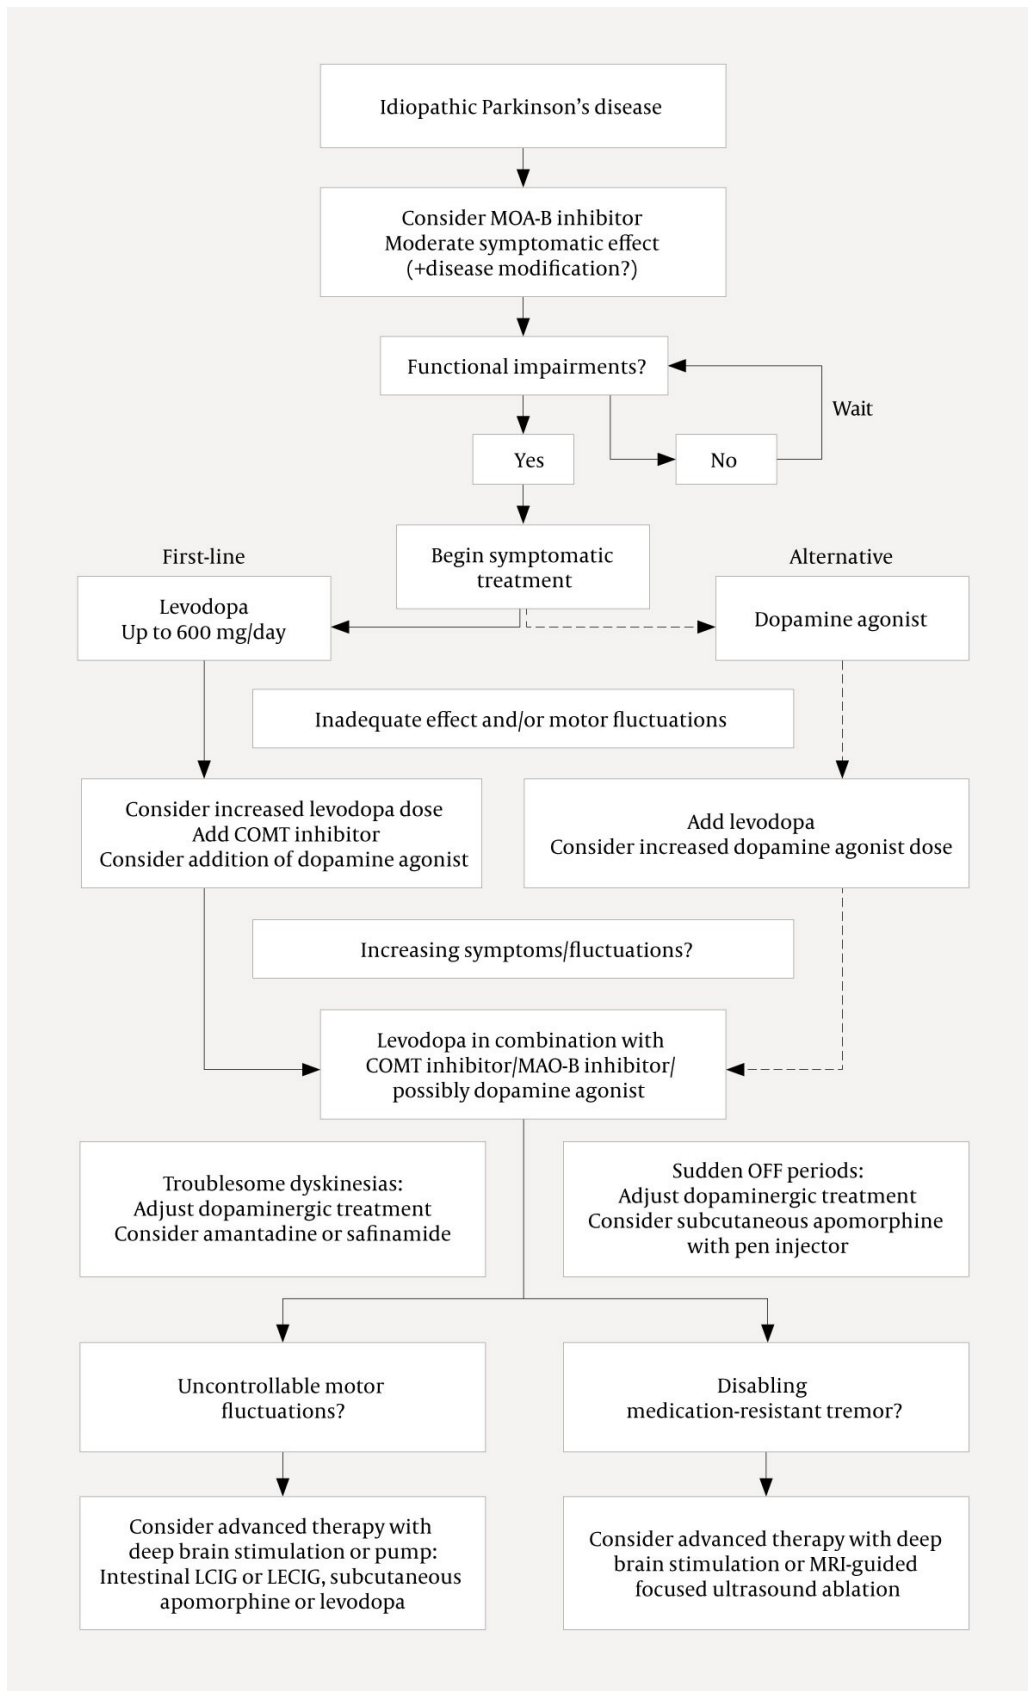 Idiopathic Parkinson’s disease
Consider MOA-B inhibitor
Moderate symptomatic effect
(+disease modification?)
Functional impairments?
Wait
Yes
No
Begin symptomatic
treatment
First-line
Levodopa
Up to 600 mg/day
Alternative
Dopamine agonist
Inadequate effect and/or motor fluctuations
Consider increased levodopa dose
Add COMT inhibitor
Consider addition of dopamine agonist
Add levodopa
Consider increased dopamine agonist dose
Increasing symptoms/fluctuations?
Levodopa in combination with
COMT inhibitor/MAO-B inhibitor/
possibly dopamine agonist
Troublesome dyskinesias:
Adjust dopaminergic treatment
Consider amantadine or safinamide
Sudden OFF periods:
Adjust dopaminergic treatment
Consider subcutaneous apomorphine
with pen injector
Uncontrollable motor
fluctuations?
Disabling
medication-resistant tremor?
Consider advanced therapy with
deep brain stimulation or pump:
Intestinal LCIG or LECIG, subcutaneous
apomorphine or levodopa
Consider advanced therapy with deep
brain stimulation or MRI-guided
focused ultrasound ablation